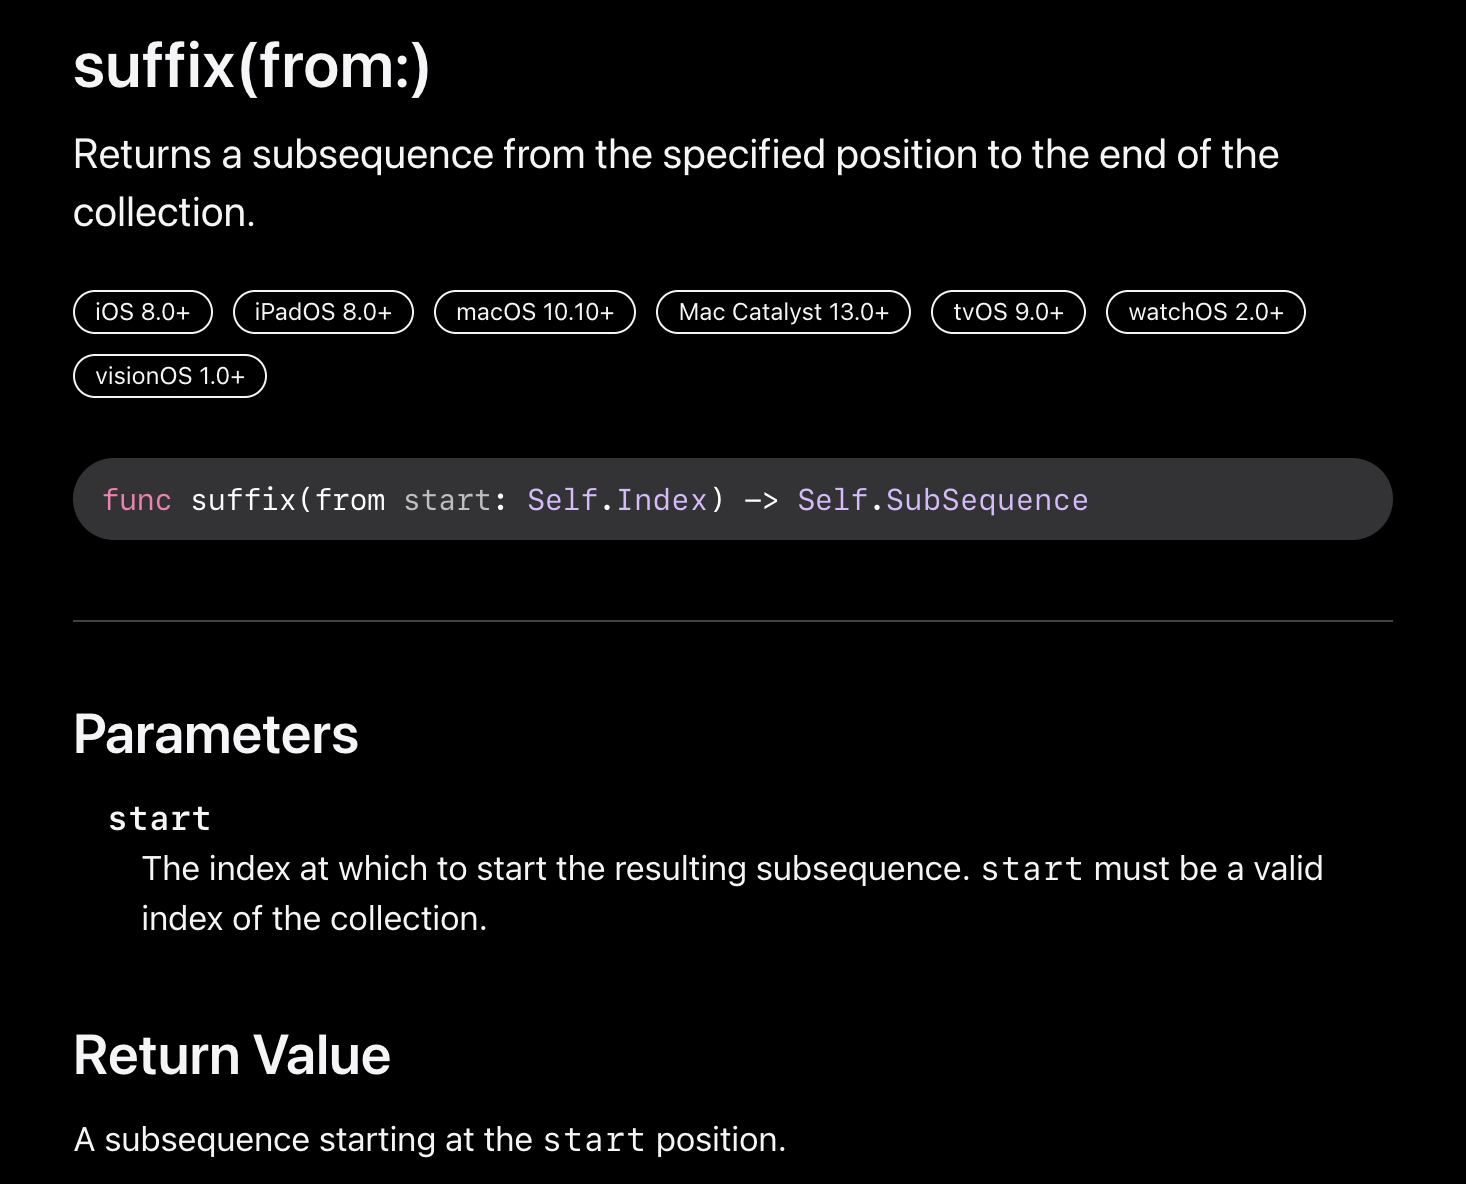 suffix(from:)
Returns a subsequence from the specified position to the end of the
collection.
iOS 8.0+ iPadOS 8.0+ macOS 10.10+ Mac Catalyst 13.0+ tvOS 9.0+ watchOS 2.0+
visionOS 1.0+
func suffix(from start: Self.Index) -> Self.SubSequence
Parameters
start
The index at which to start the resulting subsequence. start must be a valid
index of the collection.
Return Value
A subsequence starting at the start position.